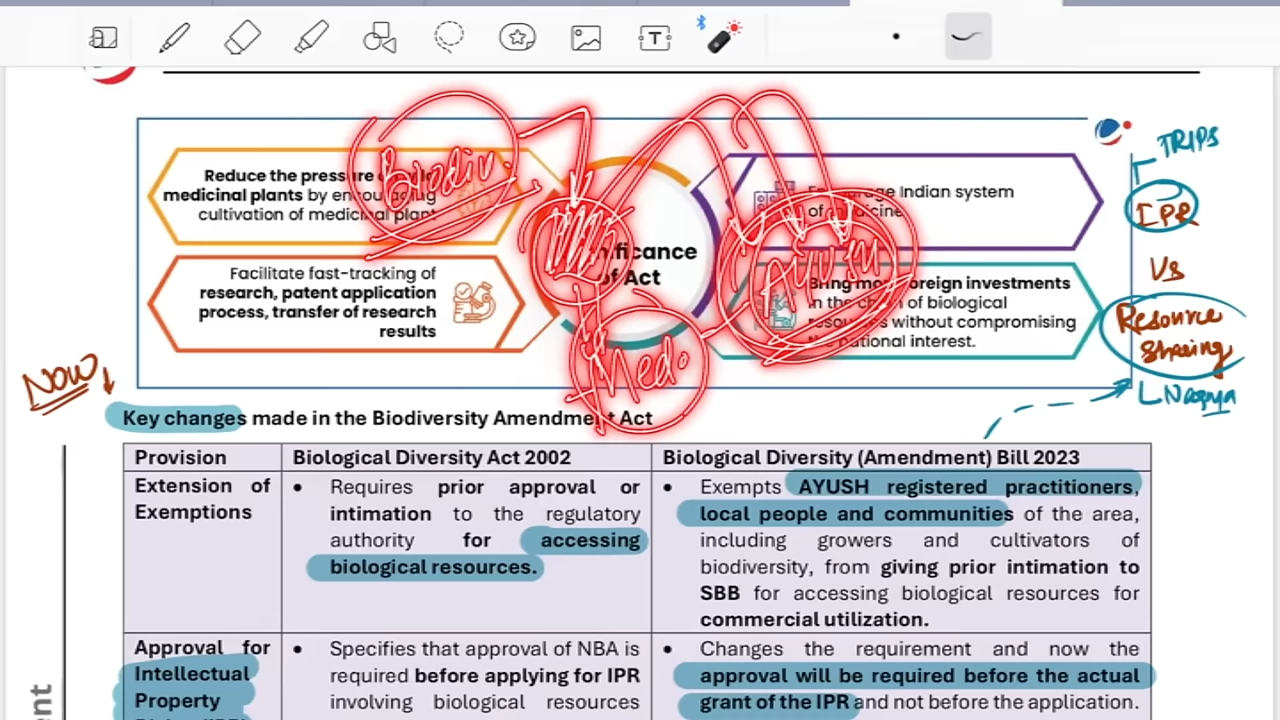 Reduce the pressure
medicinal plants by encouraging
cultivation of medicinal plant
Facilitate fast-tracking of
research, patent application
process, transfer of research
results
Biodiv
Significance
of Act
Med.
Encourage Indian system
of medicine
AYUSH
Bring more foreign investments
in the chain of biological
resources without compromising
the national interest.
TRIPS
IPR
Vs
Resource
Sharing
Nagoya
NOW
Key changes made in the Biodiversity Amendment Act
Provision
Biological Diversity Act 2002
Biological Diversity (Amendment) Bill 2023
Extension of
Exemptions
• Requires prior approval or
intimation to the regulatory
authority for accessing
biological resources.
• Exempts AYUSH registered practitioners,
local people and communities of the area,
including growers and cultivators of
biodiversity, from giving prior intimation to
SBB for accessing biological resources for
commercial utilization.
Approval for
Intellectual
Property
• Specifies that approval of NBA is
required before applying for IPR
involving biological resources
• Changes the requirement and now the
approval will be required before the actual
grant of the IPR and not before the application.